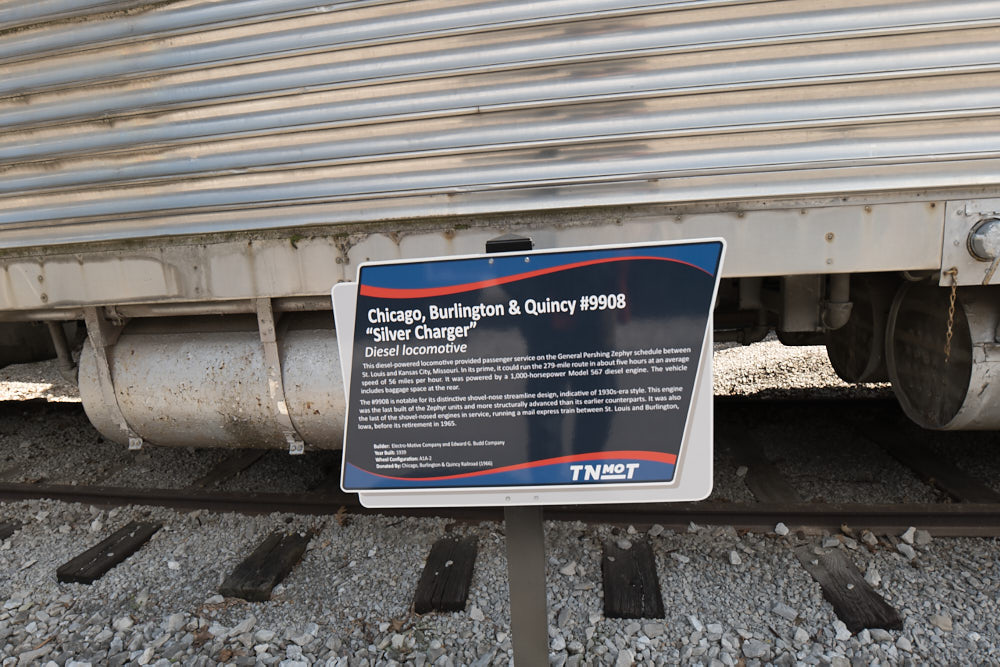 Chicago, Burlington & Quincy #9908
“Silver Charger”
Diesel locomotive
This diesel-powered locomotive provided passenger service on the General Pershing Zephyr schedule between
St. Louis and Kansas City, Missouri. In its prime, it could run the 279-mile route in about five hours at an average
speed of 56 miles per hour. It was powered by a 1,000-horsepower Model 567 diesel engine. The vehicle
includes baggage space at the rear.
The #9908 is notable for its distinctive shovel-nose streamline design, indicative of 1930s-era style. This engine
was the last built of the Zephyr units and more structurally advanced than its earlier counterparts. It was also
the last of the shovel-nosed engines in service, running a mail express train between St. Louis and Burlington,
Iowa, before its retirement in 1965.
Builder: Electro-Motive Company and Edward G. Budd Company
Year Built: 1939
Wheel Configuration: A1A-2
Donated By: Chicago, Burlington & Quincy Railroad (1966)
TNMOT